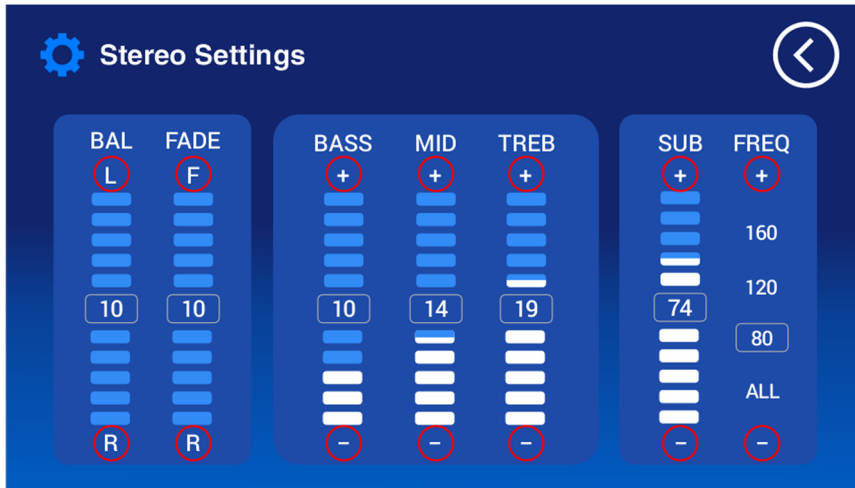 Stereo Settings
BAL FADE BASS MID TREB SUB FREQ
L F + + + + +
160
120
10 10 10 14 19 74
80
ALL
R R - - - - -